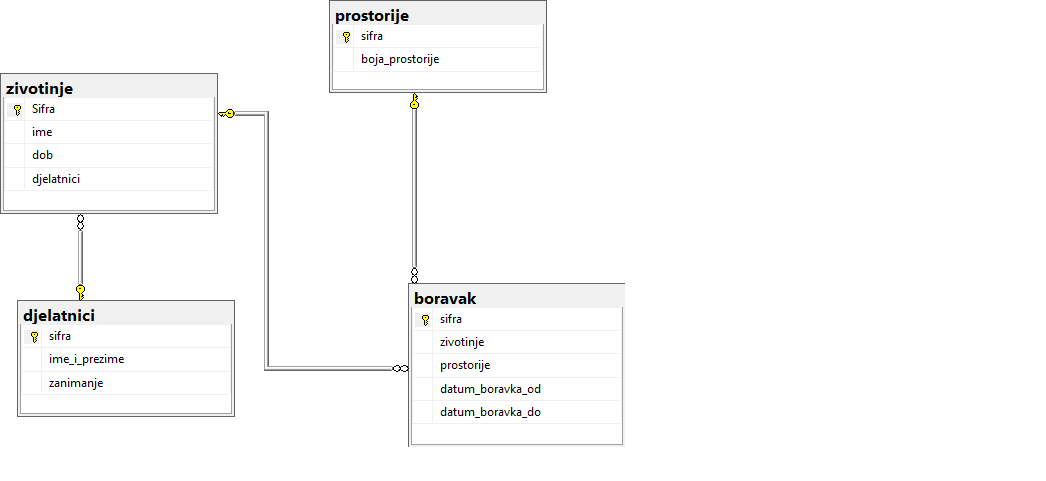 prostorije
sifra
boja_prostorije
zivotinje
Sifra
ime
dob
djelatnici
djelatnici
sifra
ime_i_prezime
zanimanje
boravak
sifra
zivotinje
prostorije
datum_boravka_od
datum_boravka_do